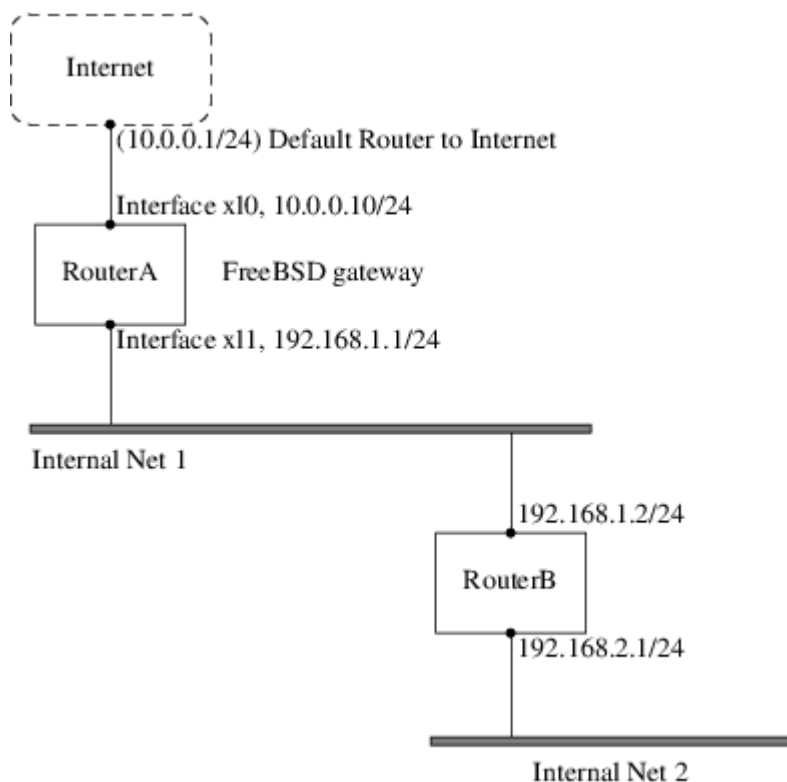 Internet
(10.0.0.1/24) Default Router to Internet
Interface xl0, 10.0.0.10/24
RouterA
FreeBSD gateway
Interface xl1, 192.168.1.1/24
Internal Net 1
192.168.1.2/24
RouterB
192.168.2.1/24
Internal Net 2